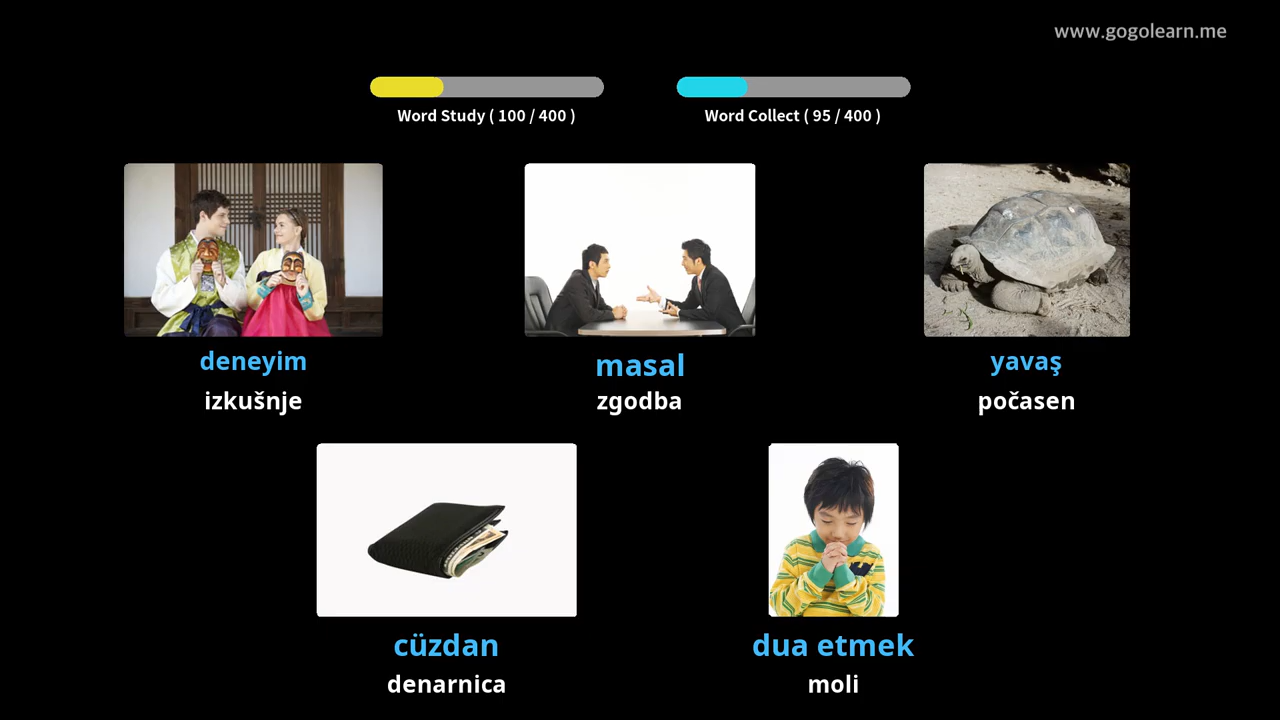 www.gogolearn.me
Word Study ( 100 / 400 )
Word Collect ( 95 / 400 )
deneyim
izkušnje
masal
zgodba
yavaş
počasen
cüzdan
denarnica
dua etmek
moli